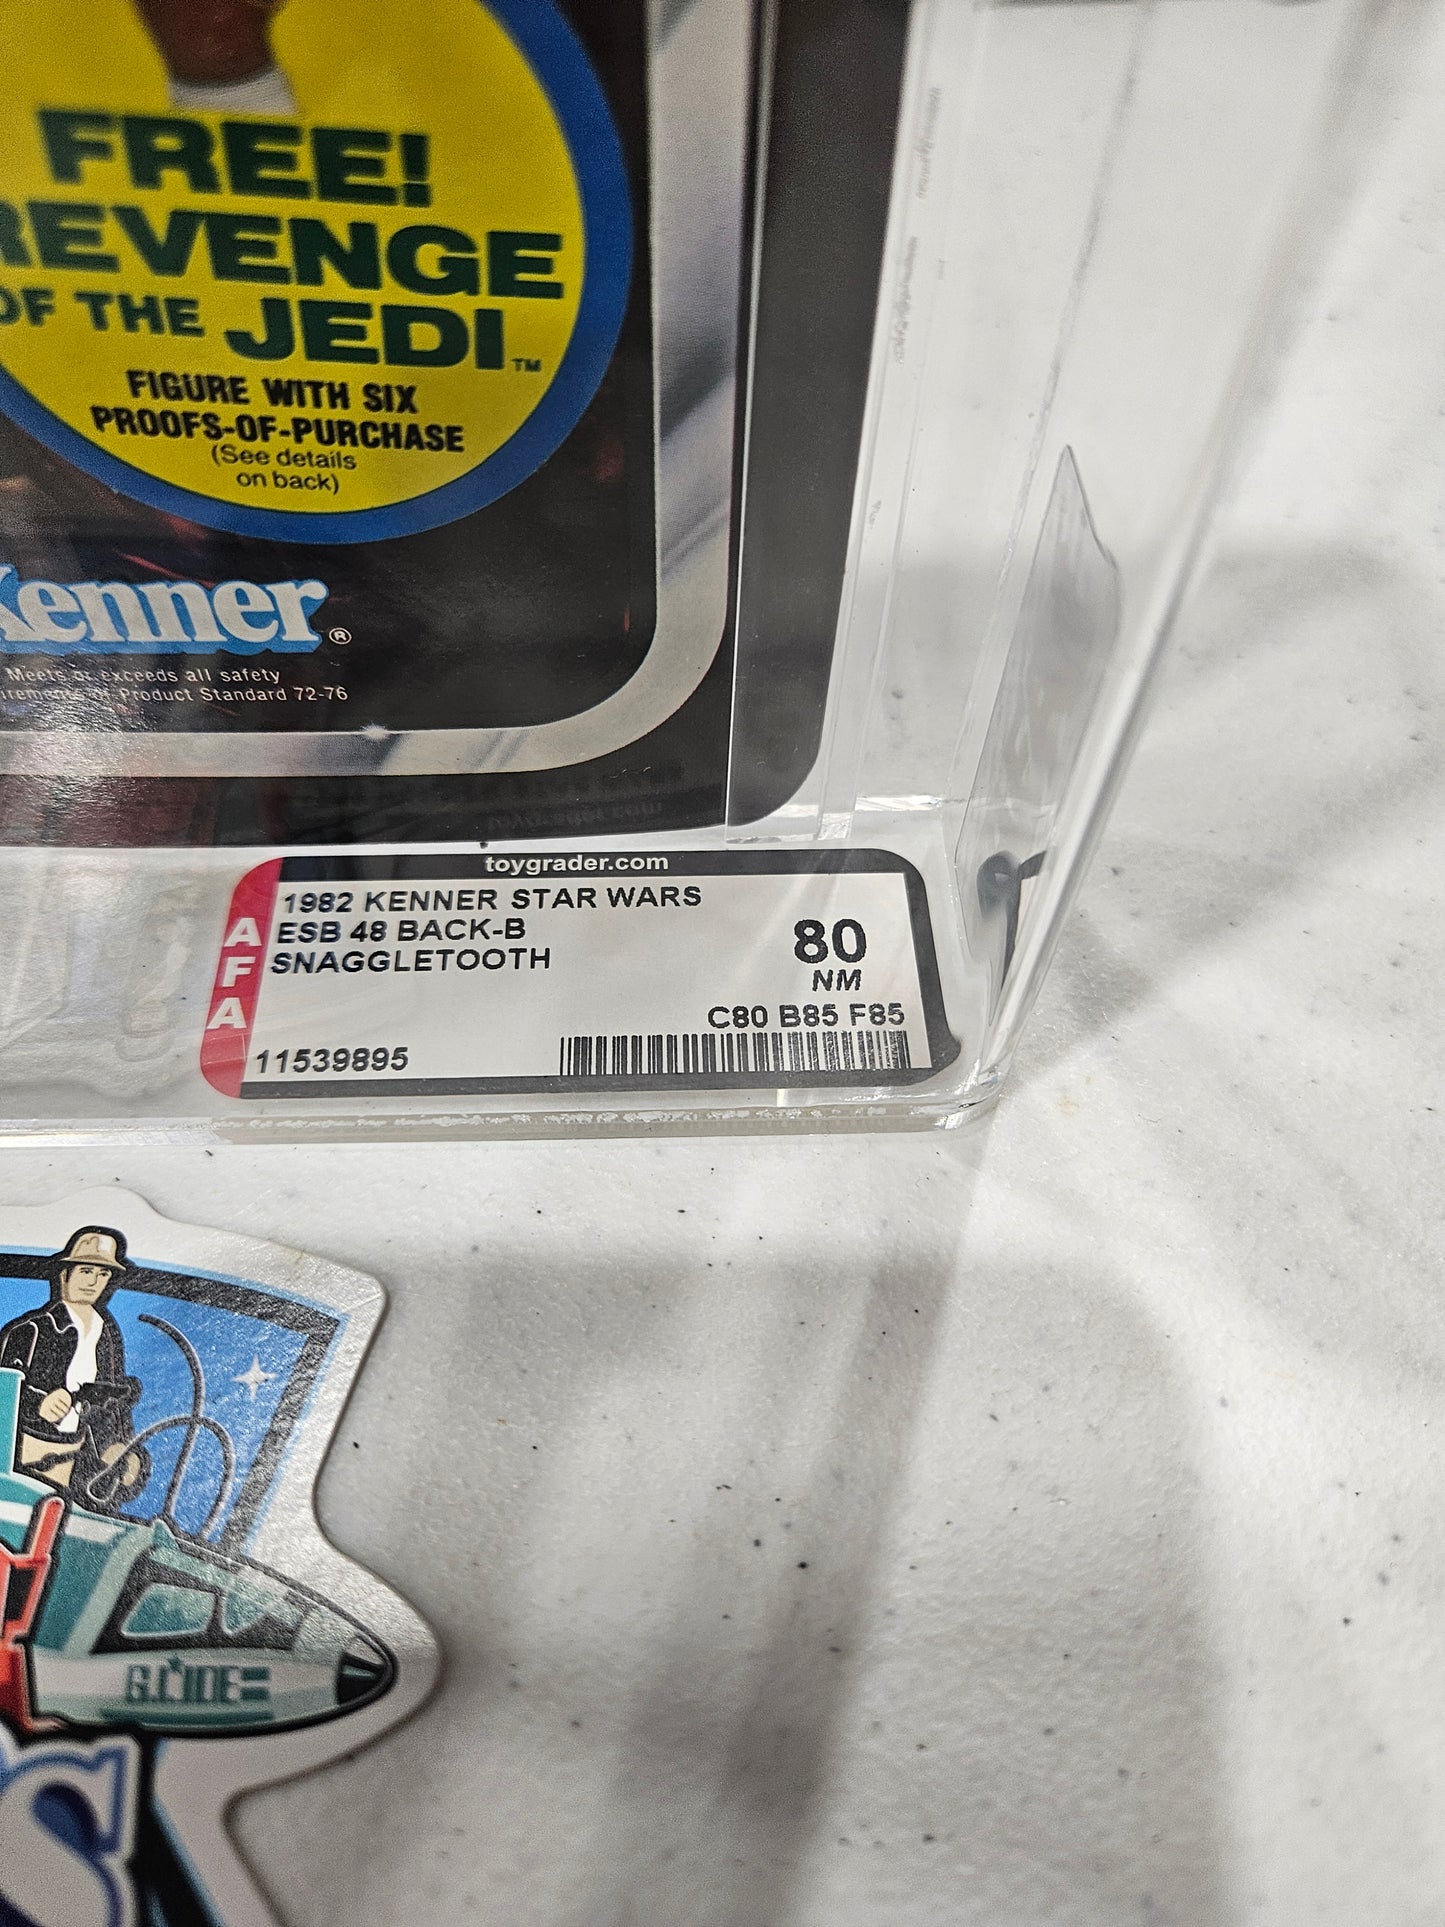 FREE!
REVENGE
OF THE JEDI™
FIGURE WITH SIX
PROOFS-OF-PURCHASE
(See details
on back)
Kenner®
Meets or exceeds all safety
Product Standard 72-76
toygrader.com
AFA
1982 KENNER STAR WARS
ESB 48 BACK-B
SNAGGLETOOTH
80
NM
C80 B85 F85
11539895
G.I.JOE
S